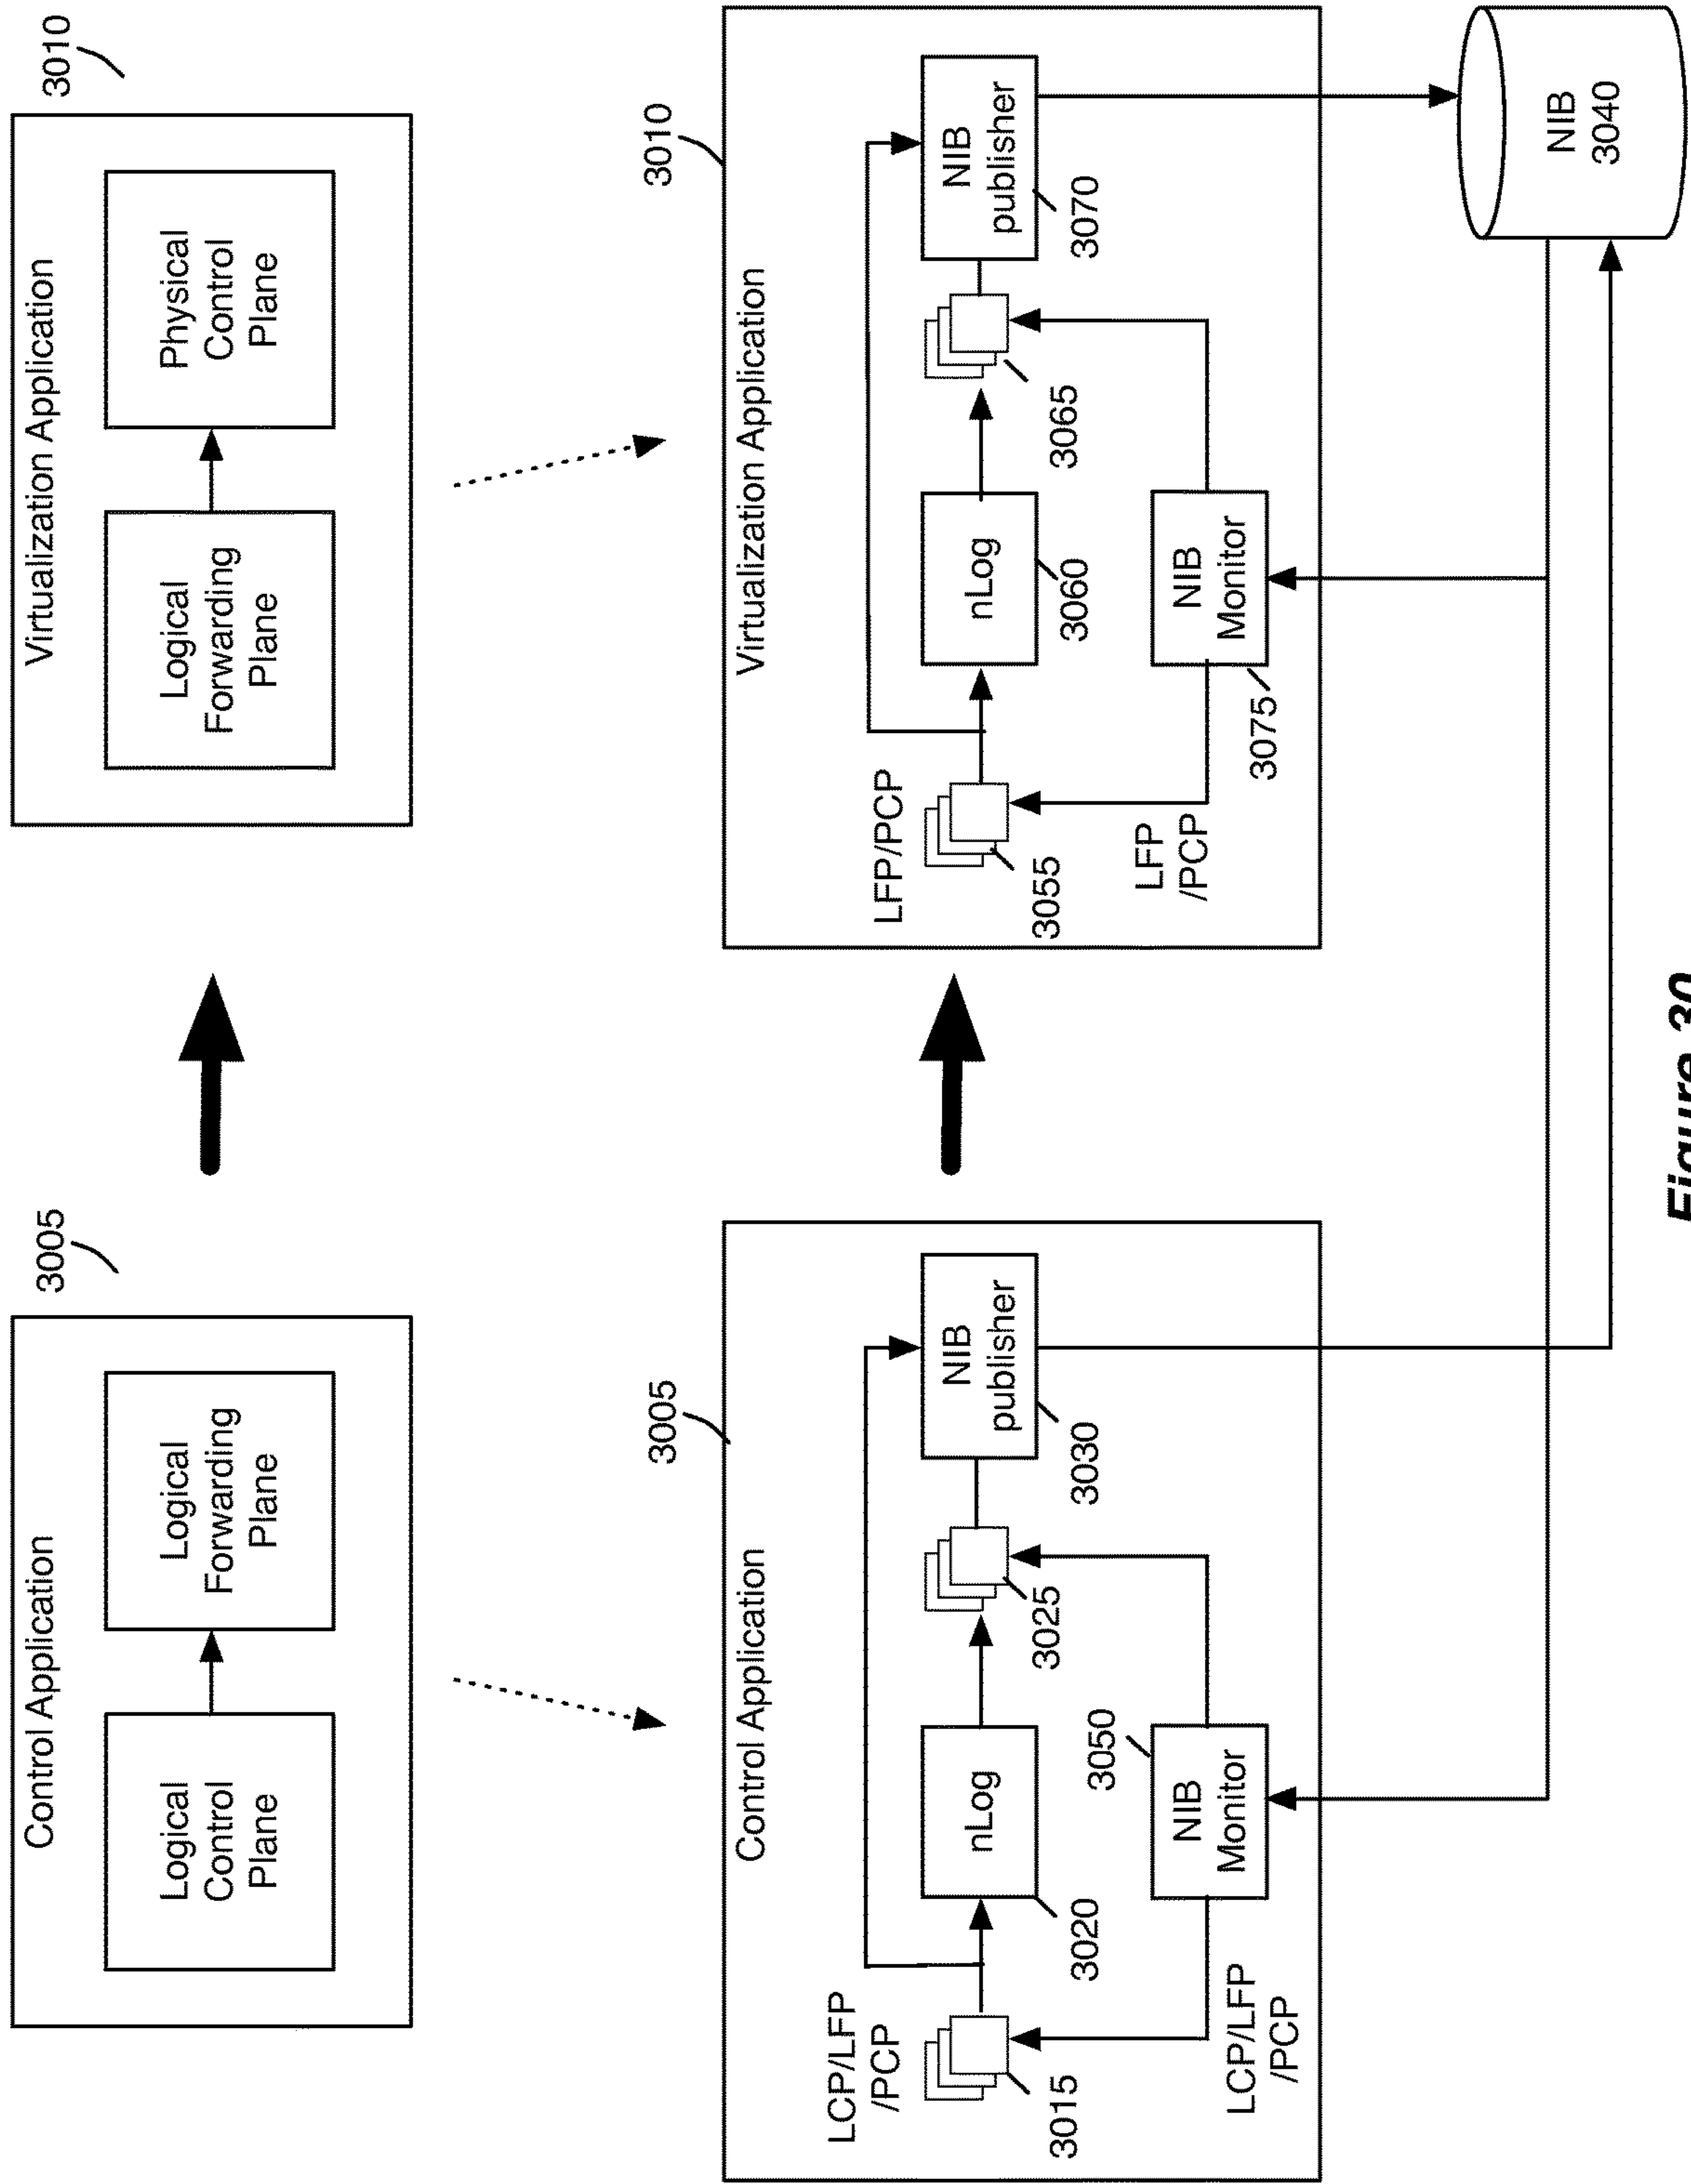 3005
3010
Control Application
Logical
Control
Plane
Logical
Forwarding
Plane
Virtualization Application
Logical
Forwarding
Plane
Physical
Control
Plane
3005
Control Application
LCP/LFP
/PCP
3015
nLog
3020
3025
NIB
publisher
3030
NIB
Monitor
3050
LCP/LFP
/PCP
3010
Virtualization Application
LFP/PCP
3055
nLog
3060
3065
NIB
publisher
3070
NIB
Monitor
3075
LFP
/PCP
NIB
3040
Figure 30